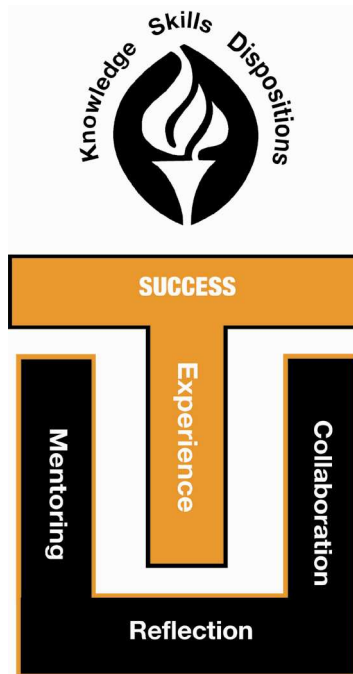 Knowledge Skills Dispositions
SUCCESS
Experience
Mentoring
Collaboration
Reflection